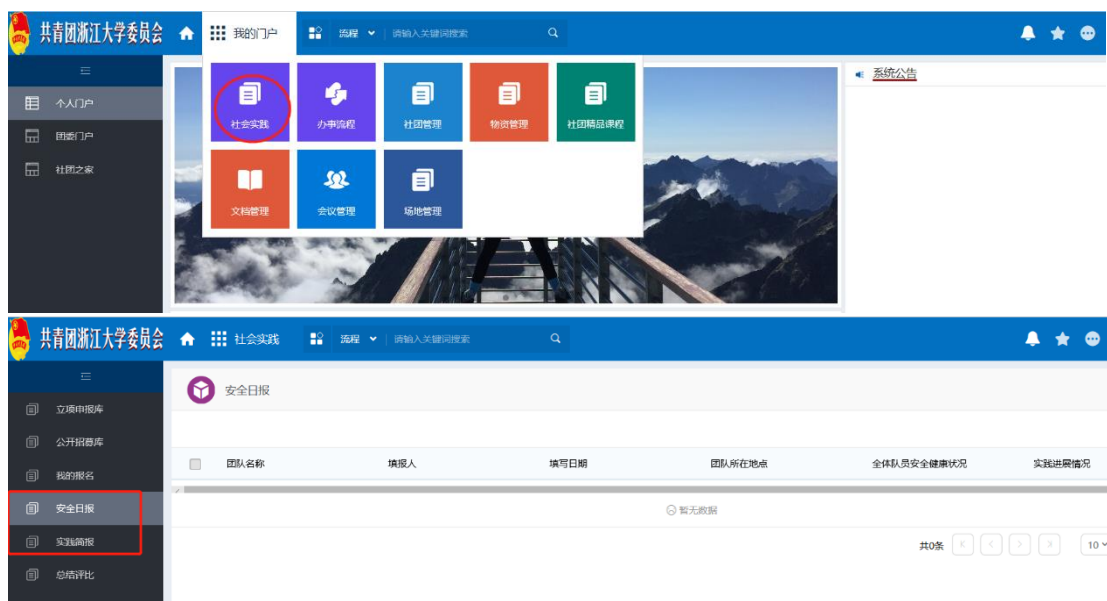 共青团浙江大学委员会 我的门户 流程 请输入关键词搜索
个人门户
团委门户
社团之家
社会实践 办事流程 社团管理 物资管理 社团精品课程
文档管理 会议管理 场地管理
系统公告
共青团浙江大学委员会 社会实践 流程 请输入关键词搜索
立项申报库
公开招募库
我的报名
安全日报
实践简报
总结评比
安全日报
团队名称 填报人 填写日期 团队所在地点 全体队员安全健康状况 实践进展情况
暂无数据
共0条 10